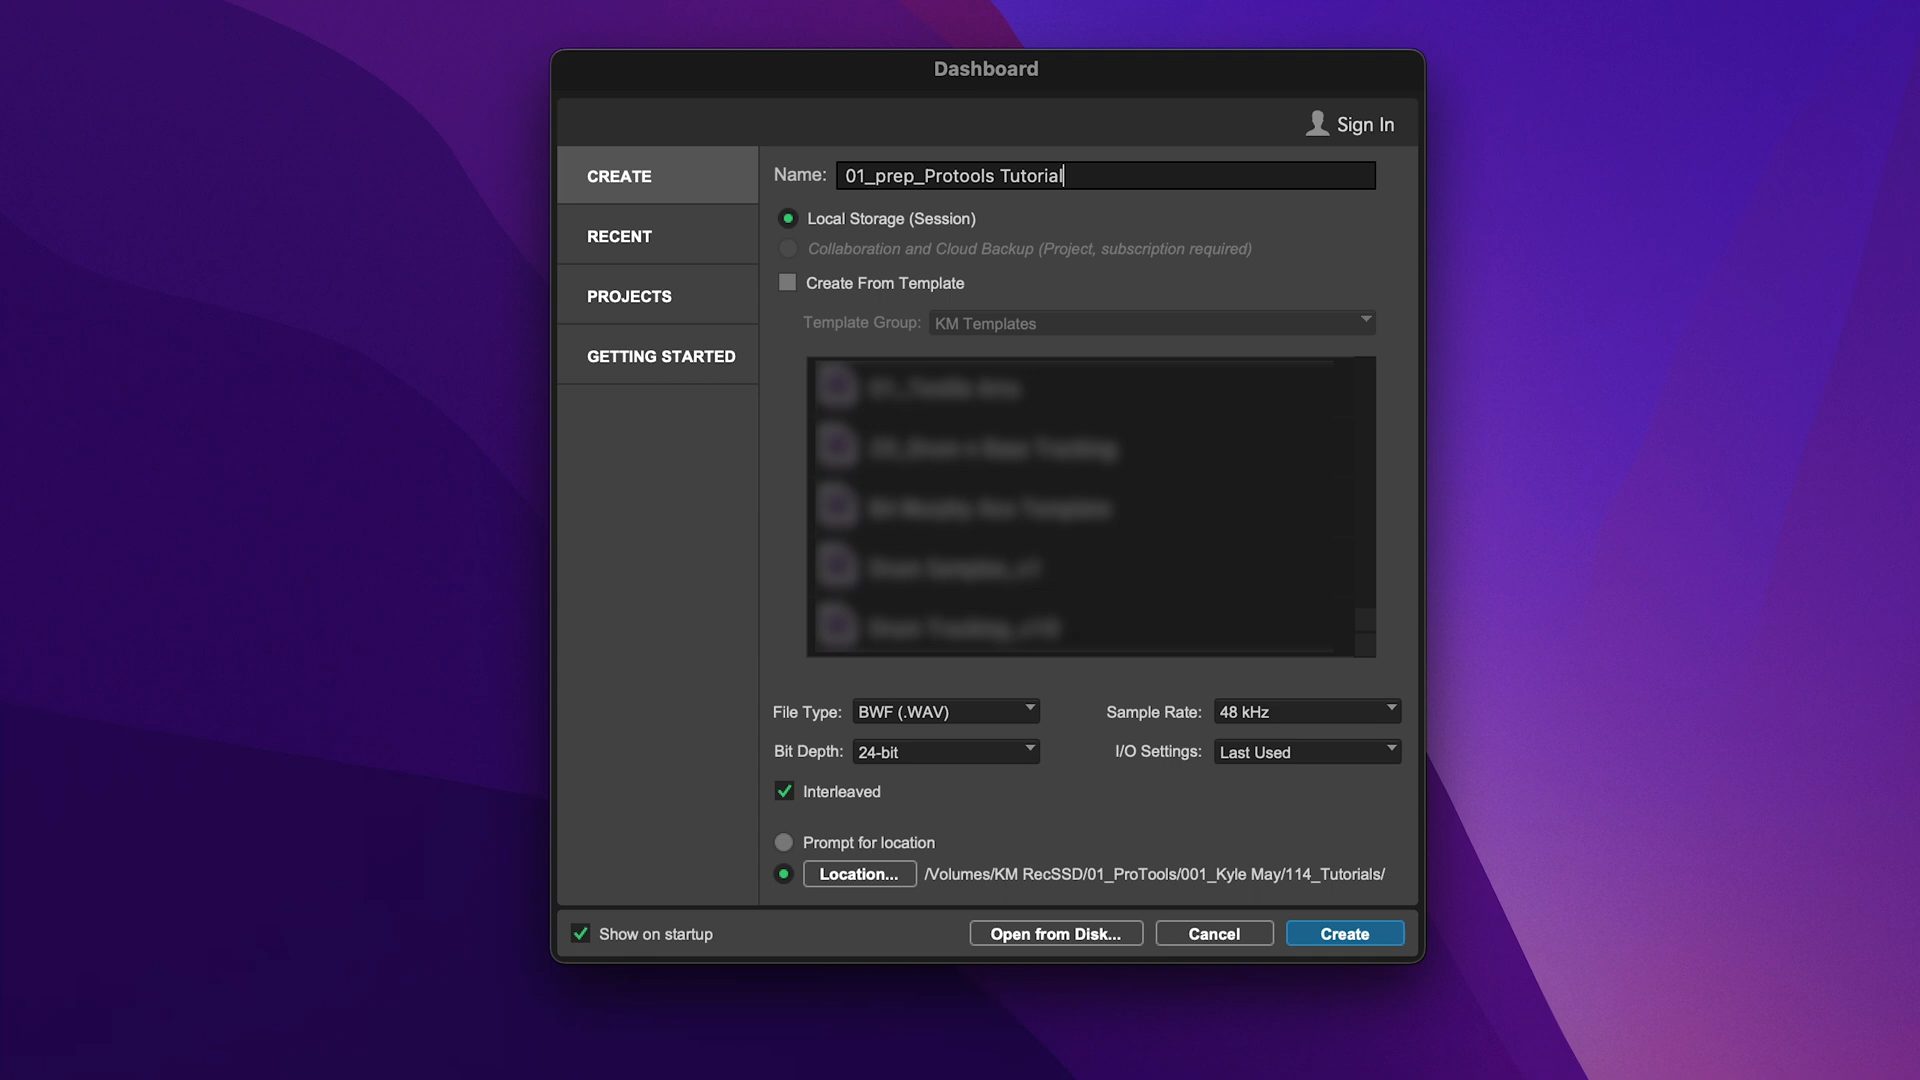 Dashboard
Sign In
CREATE
RECENT
PROJECTS
GETTING STARTED
Name: 01_prep_Protools Tutorial
Local Storage (Session)
Collaboration and Cloud Backup (Project, subscription required)
Create From Template
Template Group: KM Templates
File Type: BWF (.WAV)
Sample Rate: 48 kHz
Bit Depth: 24-bit
I/O Settings: Last Used
Interleaved
Prompt for location
Location... /Volumes/KM RecSSD/01_ProTools/001_Kyle May/114_Tutorials/
Show on startup
Open from Disk...
Cancel
Create